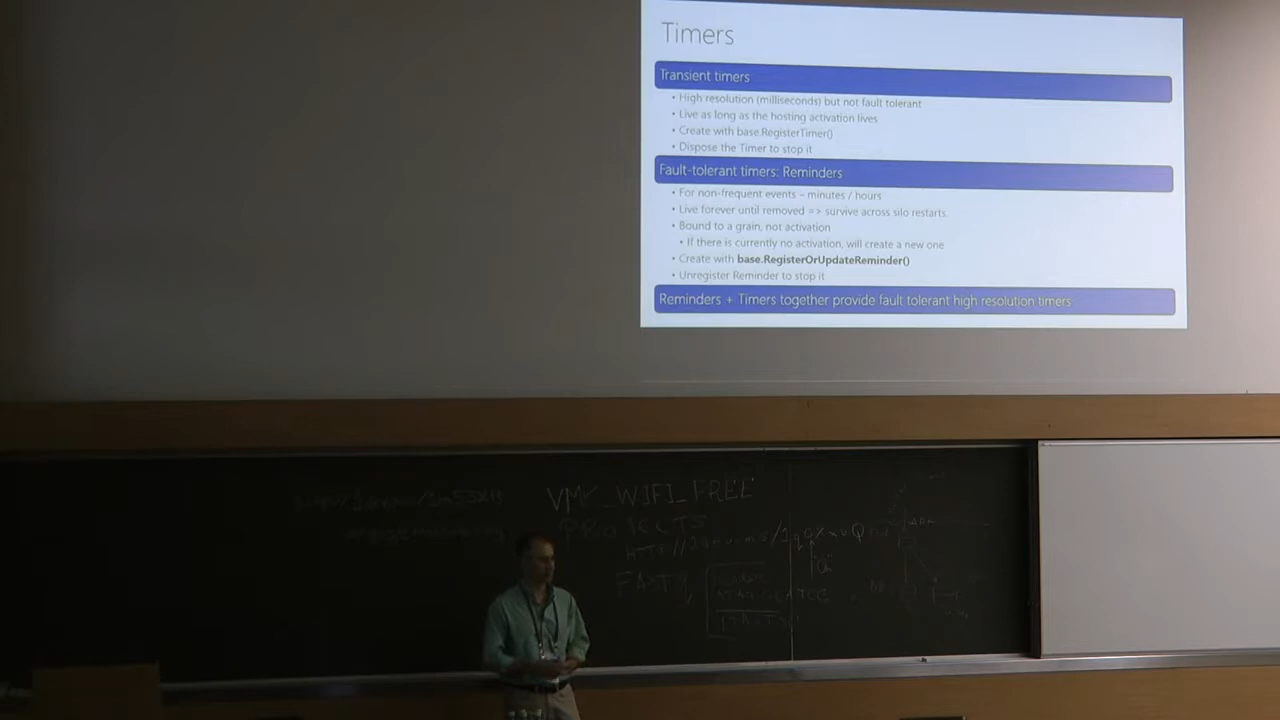 Timers
Transient timers
• High resolution (milliseconds) but not fault tolerant
• Live as long as the hosting activation lives
• Create with base.RegisterTimer()
• Dispose the Timer to stop it
Fault-tolerant timers: Reminders
• For non-frequent events – minutes / hours
• Live forever until removed => survive across silo restarts.
• Bound to a grain, not activation
• If there is currently no activation, will create a new one
• Create with base.RegisterOrUpdateReminder()
• Unregister Reminder to stop it
Reminders + Timers together provide fault tolerant high resolution timers
WIFI_FREE
PROJECTS